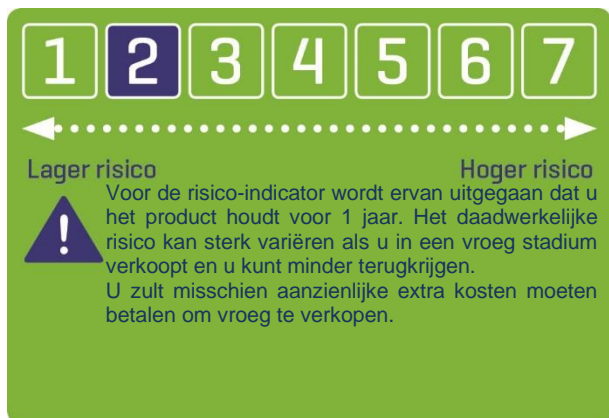 1 2 3 4 5 6 7
Lager risico Hoger risico
Voor de risico-indicator wordt ervan uitgegaan dat u
het product houdt voor 1 jaar. Het daadwerkelijke
risico kan sterk variëren als u in een vroeg stadium
verkoopt en u kunt minder terugkrijgen.
U zult misschien aanzienlijke extra kosten moeten
betalen om vroeg te verkopen.